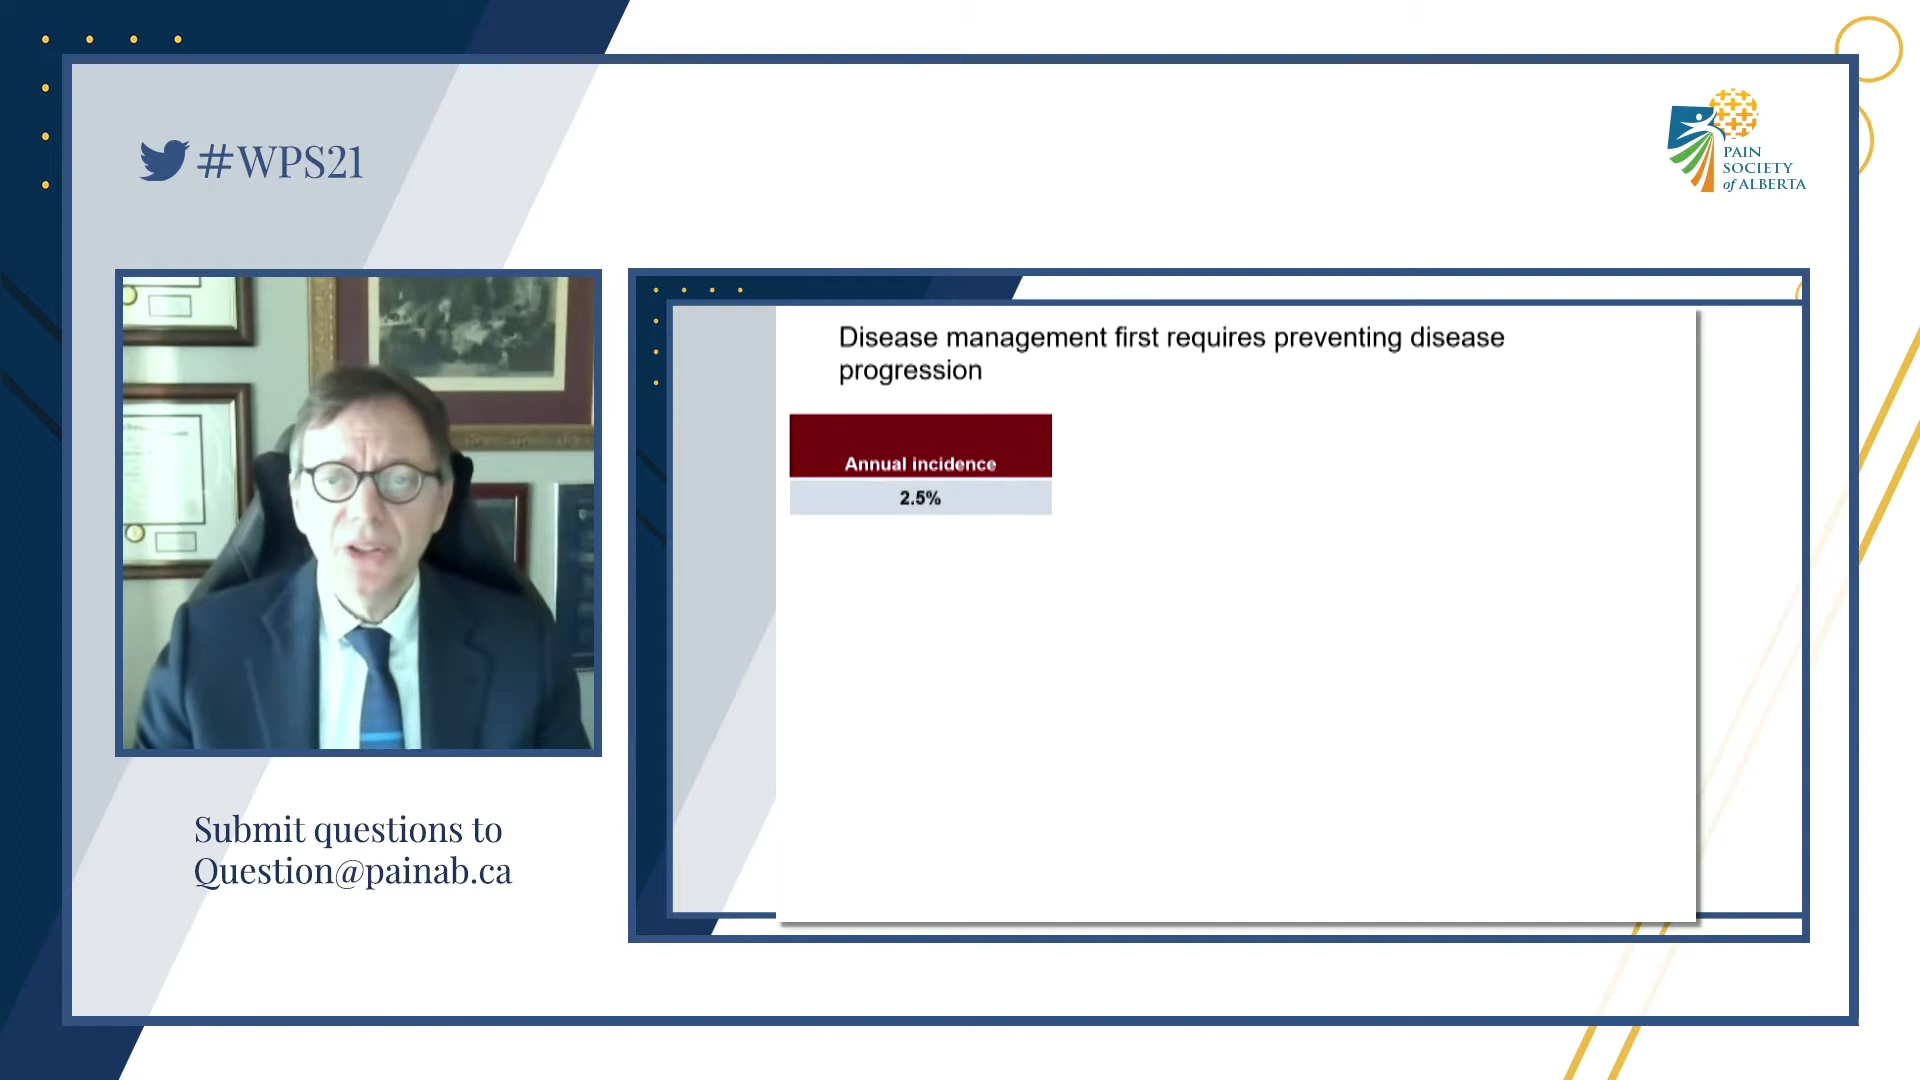 #WPS21
PAIN
SOCIETY
of ALBERTA
Disease management first requires preventing disease
progression
Annual incidence
2.5%
Submit questions to
Question@painab.ca